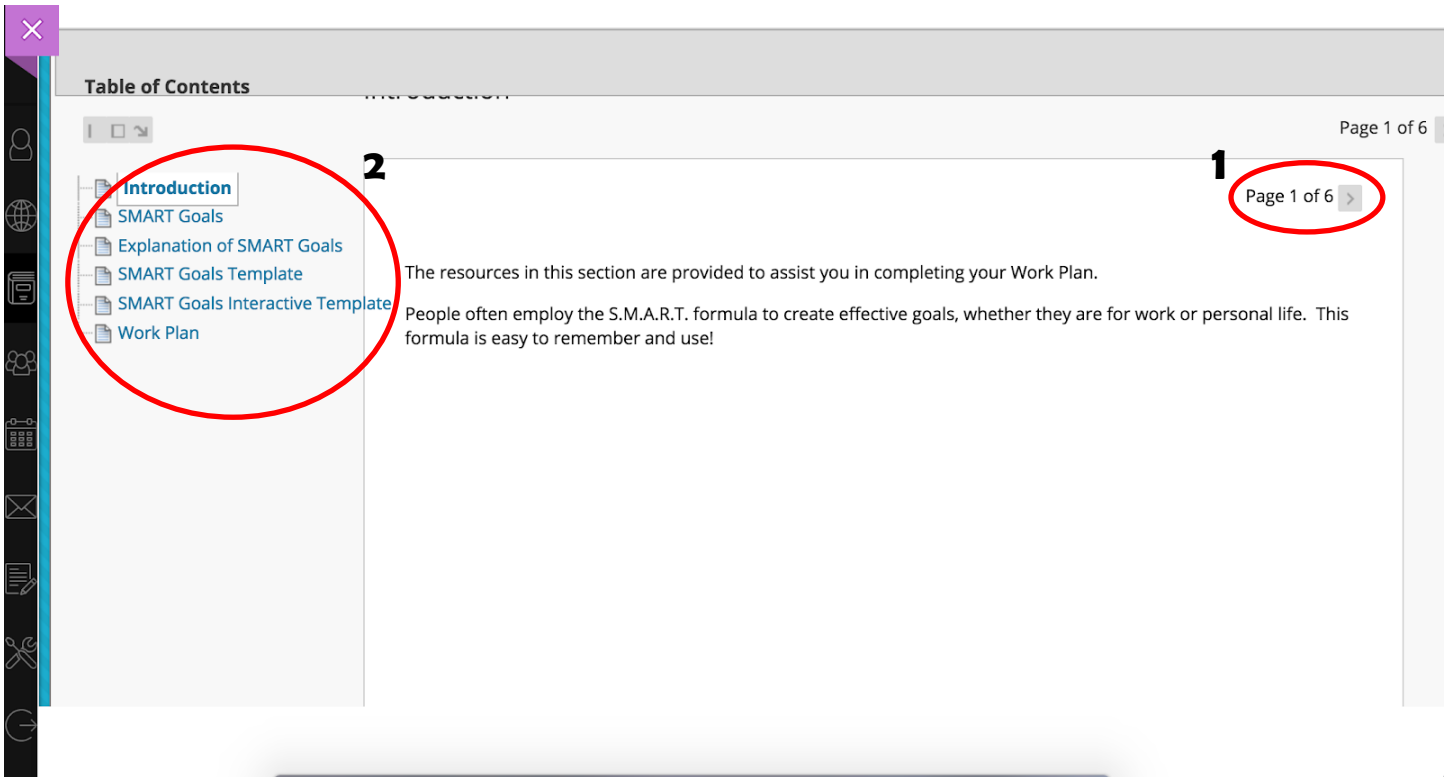 Table of Contents
Introduction
Page 1 of 6
2
1
Introduction
Page 1 of 6
SMART Goals
Explanation of SMART Goals
SMART Goals Template
SMART Goals Interactive Template
Work Plan
The resources in this section are provided to assist you in completing your Work Plan.
People often employ the S.M.A.R.T. formula to create effective goals, whether they are for work or personal life. This
formula is easy to remember and use!